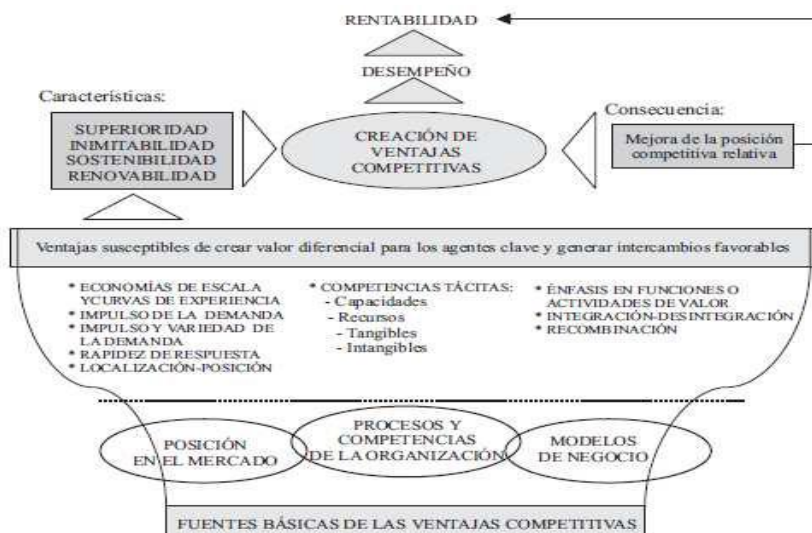 RENTABILIDAD
DESEMPEÑO
Características:
SUPERIORIDAD
INIMITABILIDAD
SOSTENIBILIDAD
RENOVABILIDAD
CREACIÓN DE
VENTAJAS
COMPETITIVAS
Consecuencia:
Mejora de la posición
competitiva relativa
Ventajas susceptibles de crear valor diferencial para los agentes clave y generar intercambios favorables
* ECONOMÍAS DE ESCALA
YCURVAS DE EXPERIENCIA
* IMPULSO DE LA DEMANDA
* IMPULSO Y VARIEDAD DE
LA DEMANDA
* RAPIDEZ DE RESPUESTA
* LOCALIZACIÓN-POSICIÓN
* COMPETENCIAS TÁCITAS:
- Capacidades
- Recursos
- Tangibles
- Intangibles
* ÉNFASIS EN FUNCIONES O
ACTIVIDADES DE VALOR
* INTEGRACIÓN-DESINTEGRACIÓN
* RECOMBINACIÓN
POSICIÓN
EN EL MERCADO
PROCESOS Y
COMPETENCIAS
DE LA ORGANIZACIÓN
MODELOS
DE NEGOCIO
FUENTES BÁSICAS DE LAS VENTAJAS COMPETITIVAS